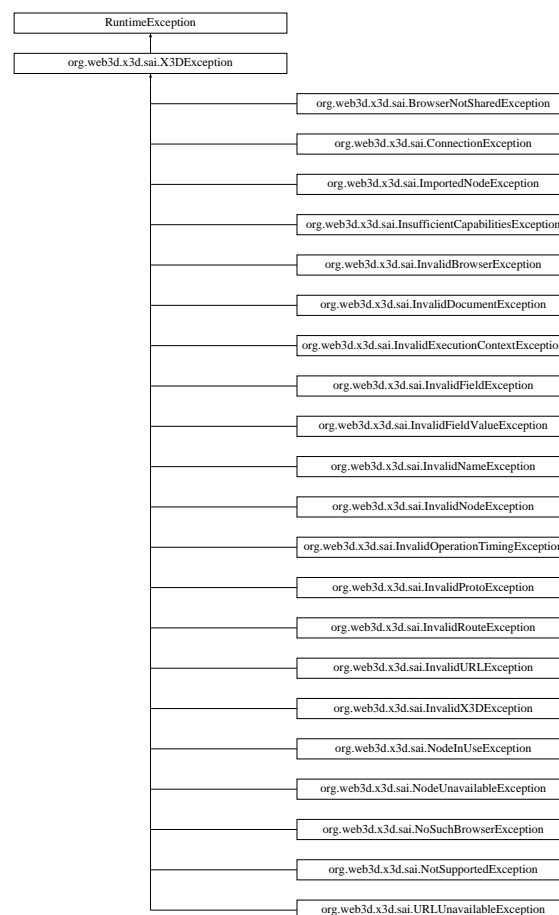 RuntimeException
org.web3d.x3d.sai.X3DException
org.web3d.x3d.sai.BrowserNotSharedException
org.web3d.x3d.sai.ConnectionException
org.web3d.x3d.sai.ImportedNodeException
org.web3d.x3d.sai.InsufficientCapabilitiesException
org.web3d.x3d.sai.InvalidBrowserException
org.web3d.x3d.sai.InvalidDocumentException
org.web3d.x3d.sai.InvalidExecutionContextExceptio
org.web3d.x3d.sai.InvalidFieldException
org.web3d.x3d.sai.InvalidFieldValueException
org.web3d.x3d.sai.InvalidNameException
org.web3d.x3d.sai.InvalidNodeException
org.web3d.x3d.sai.InvalidOperationTimingException
org.web3d.x3d.sai.InvalidProtoException
org.web3d.x3d.sai.InvalidRouteException
org.web3d.x3d.sai.InvalidURLException
org.web3d.x3d.sai.InvalidX3DException
org.web3d.x3d.sai.NodeInUseException
org.web3d.x3d.sai.NodeUnavailableException
org.web3d.x3d.sai.NoSuchBrowserException
org.web3d.x3d.sai.NotSupportedException
org.web3d.x3d.sai.URLUnavailableException